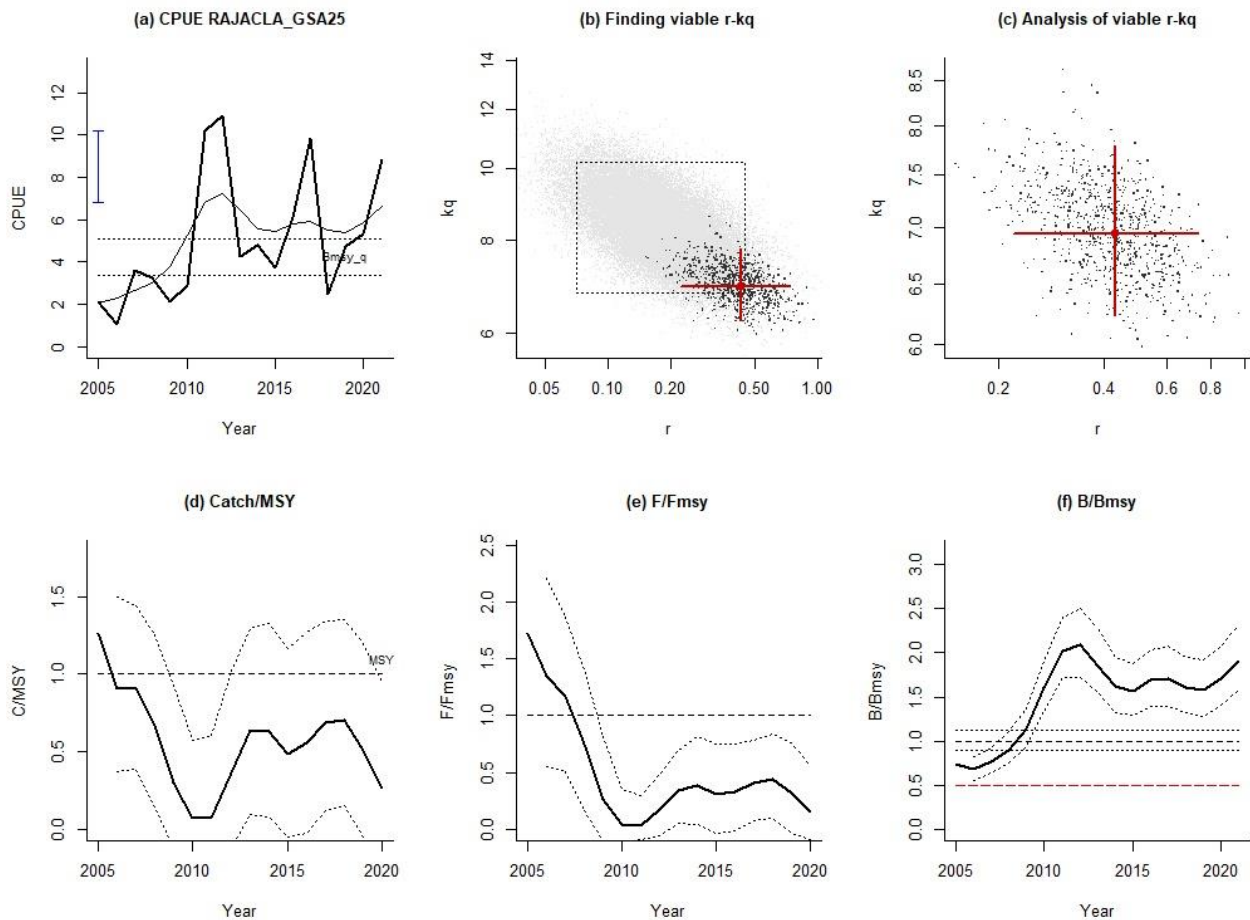 (a) CPUE RAJACLA_GSA25
CPUE
0 2 4 6 8 10 12
Bmsy_q
2005 2010 2015 2020
Year
(b) Finding viable r-kq
kq
6 8 10 12 14
0.05 0.10 0.20 0.50 1.00
r
(c) Analysis of viable r-kq
kq
6.0 6.5 7.0 7.5 8.0 8.5
0.2 0.4 0.6 0.8
r
(d) Catch/MSY
C/MSY
0.0 0.5 1.0 1.5
MSY
2005 2010 2015 2020
Year
(e) F/Fmsy
F/Fmsy
0.0 0.5 1.0 1.5 2.0 2.5
2005 2010 2015 2020
Year
(f) B/Bmsy
B/Bmsy
0.0 0.5 1.0 1.5 2.0 2.5 3.0
2005 2010 2015 2020
Year